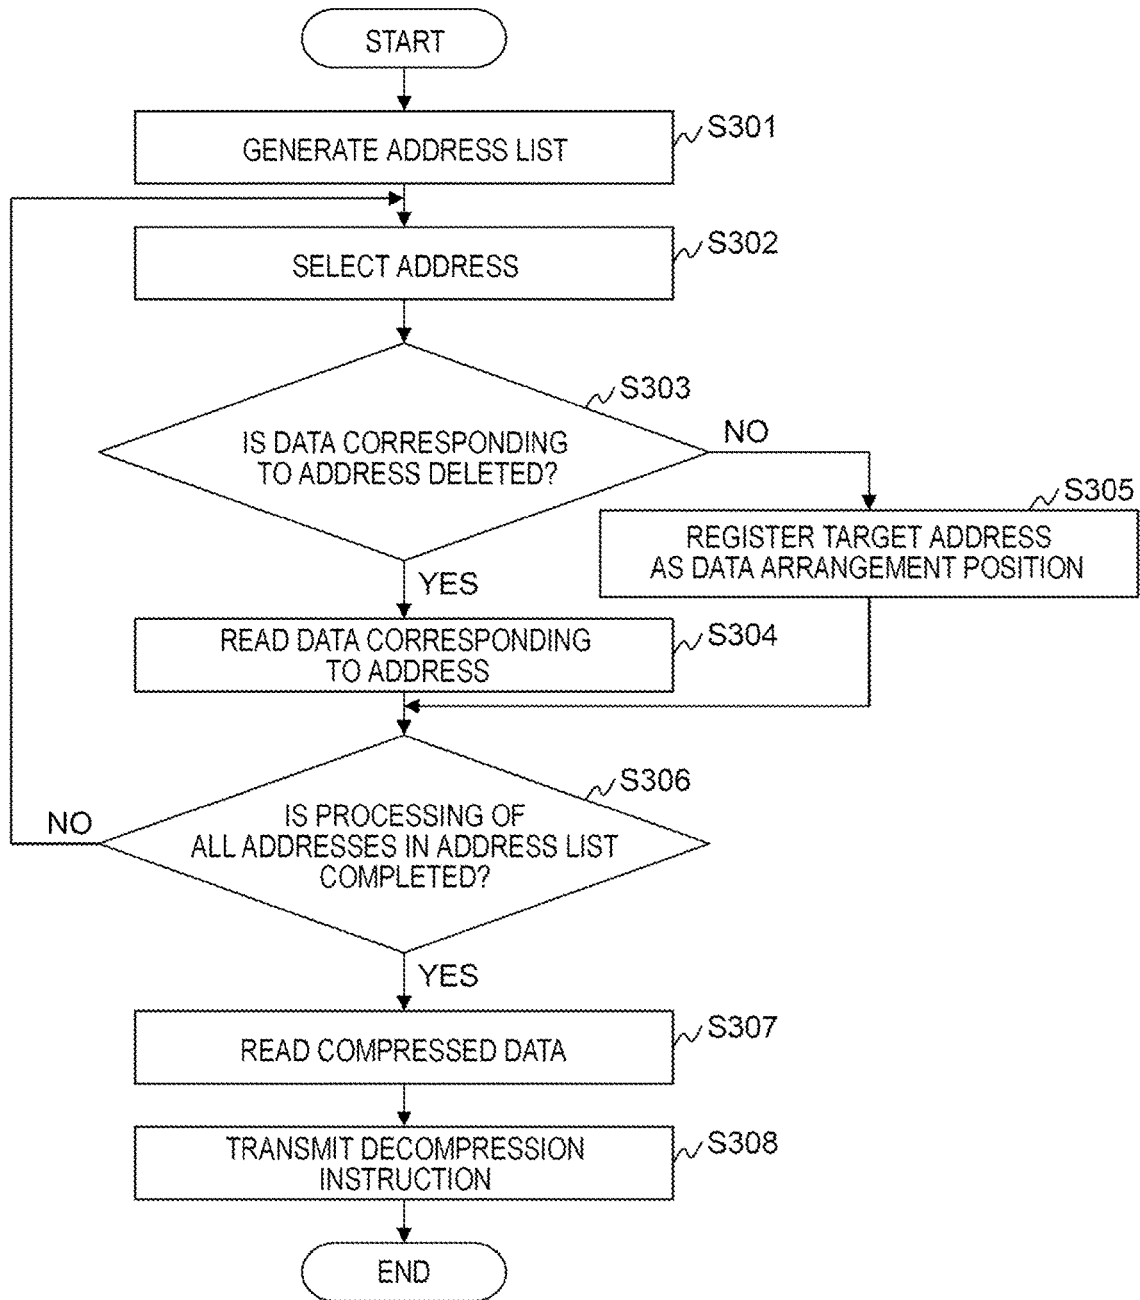 START
GENERATE ADDRESS LIST
S301
SELECT ADDRESS
S302
IS DATA CORRESPONDING
TO ADDRESS DELETED?
S303
NO
YES
S305
REGISTER TARGET ADDRESS
AS DATA ARRANGEMENT POSITION
READ DATA CORRESPONDING
TO ADDRESS
S304
IS PROCESSING OF
ALL ADDRESSES IN ADDRESS LIST
COMPLETED?
S306
NO
YES
READ COMPRESSED DATA
S307
TRANSMIT DECOMPRESSION
INSTRUCTION
S308
END